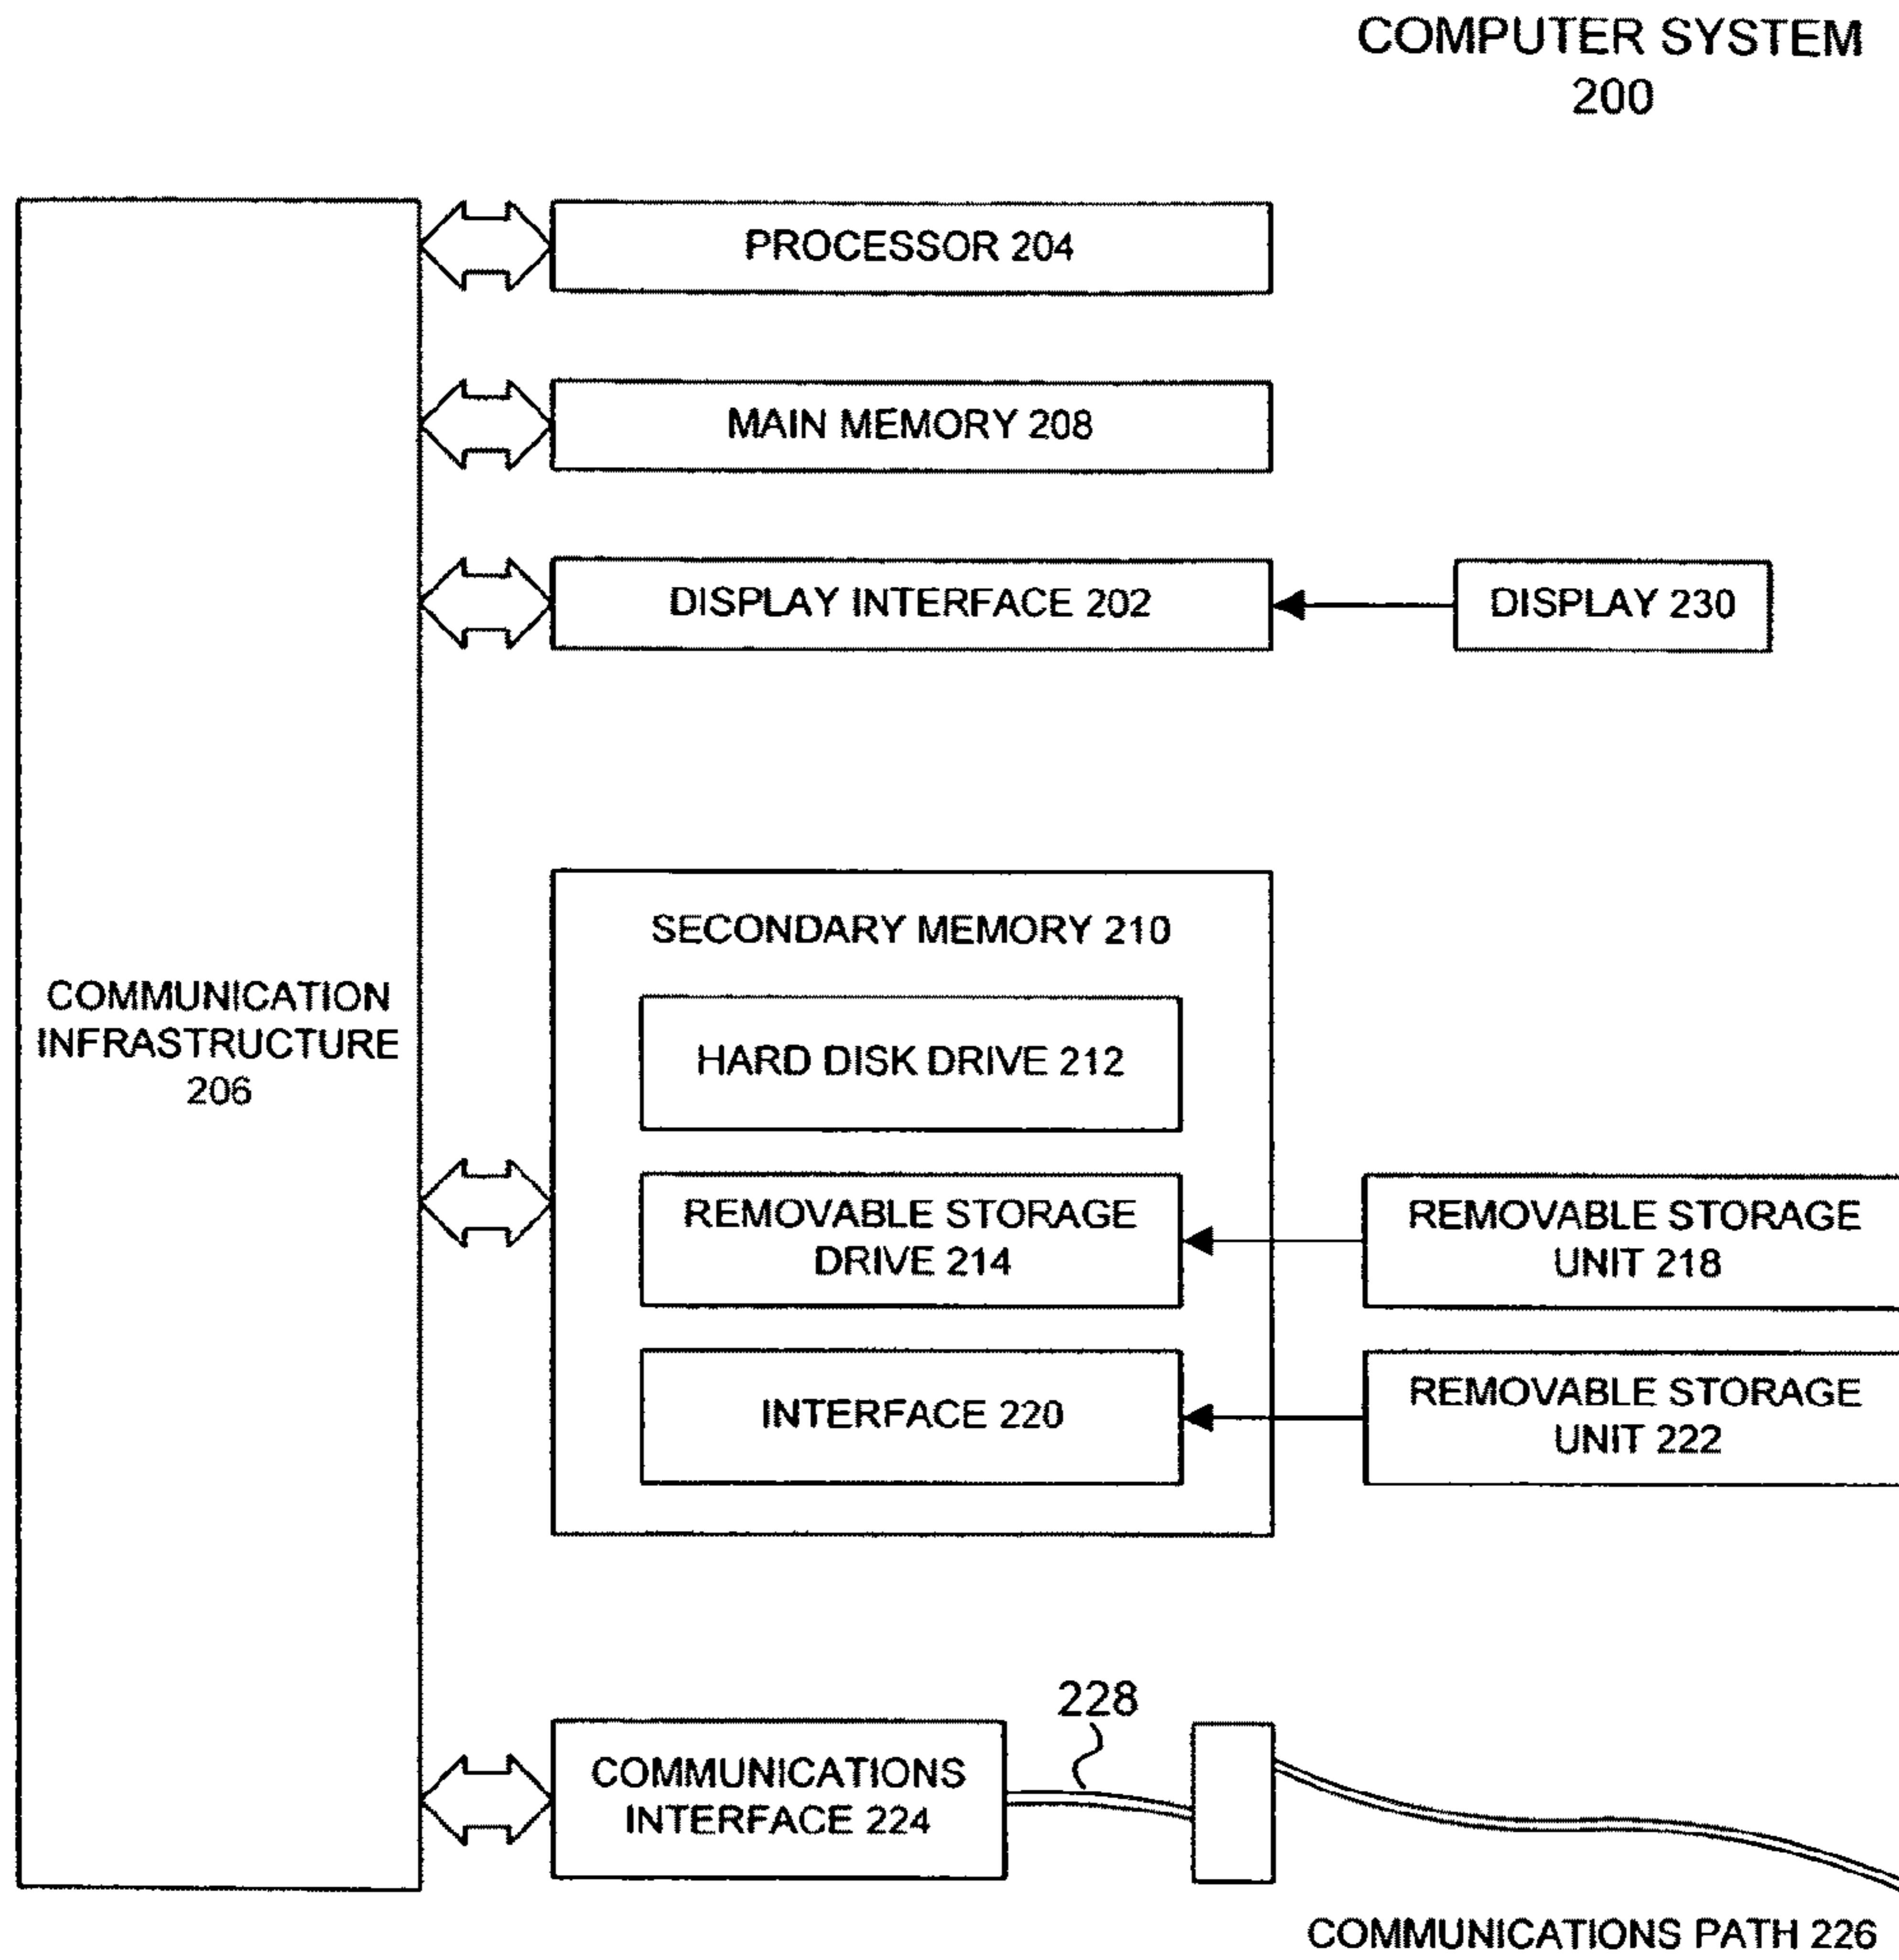 COMPUTER SYSTEM
200
PROCESSOR 204
MAIN MEMORY 208
DISPLAY INTERFACE 202
DISPLAY 230
SECONDARY MEMORY 210
COMMUNICATION
INFRASTRUCTURE
206
HARD DISK DRIVE 212
REMOVABLE STORAGE
DRIVE 214
REMOVABLE STORAGE
UNIT 218
INTERFACE 220
REMOVABLE STORAGE
UNIT 222
228
COMMUNICATIONS
INTERFACE 224
COMMUNICATIONS PATH 226